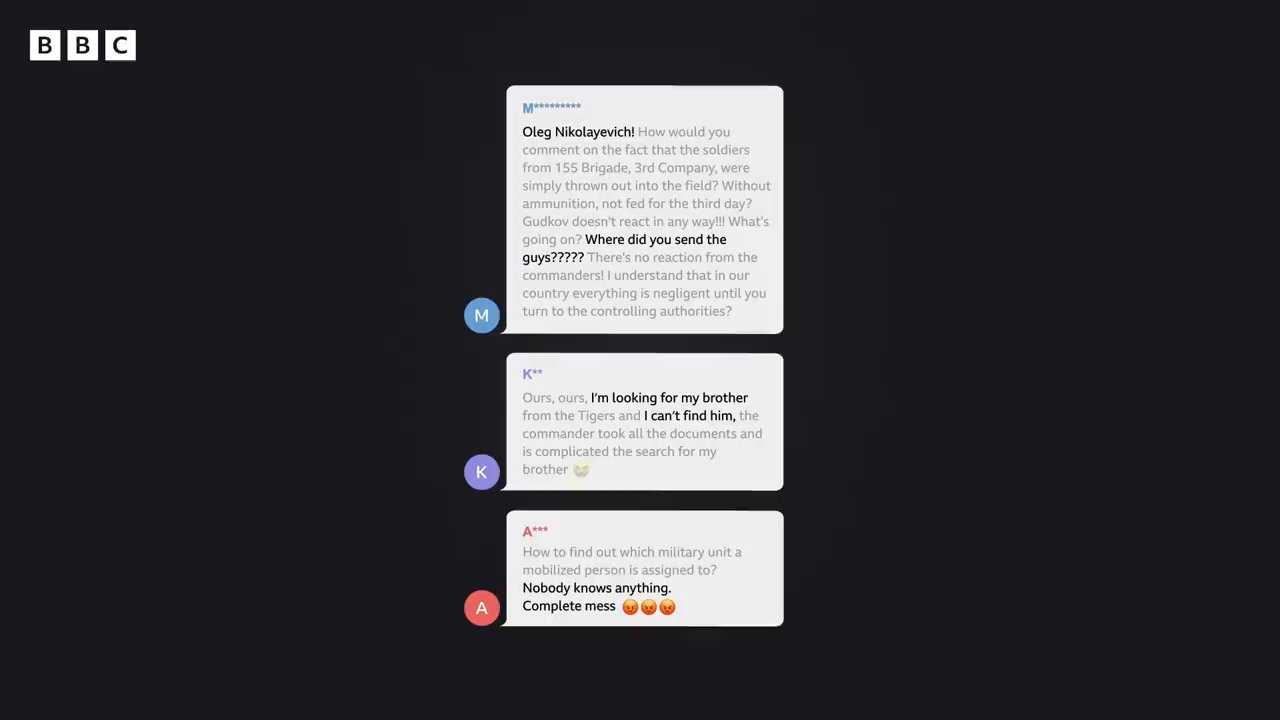 BBC
M*********
Oleg Nikolayevich! How would you
comment on the fact that the soldiers
from 155 Brigade, 3rd Company, were
simply thrown out into the field? Without
ammunition, not fed for the third day?
Gudkov doesn't react in any way!!! What's
going on? Where did you send the
guys????? There's no reaction from the
commanders! I understand that in our
country everything is negligent until you
turn to the controlling authorities?
M
K**
Ours, ours, I'm looking for my brother
from the Tigers and I can't find him, the
commander took all the documents and
is complicated the search for my
brother 😹
K
A***
How to find out which military unit a
mobilized person is assigned to?
Nobody knows anything.
Complete mess 😡😡😡
A